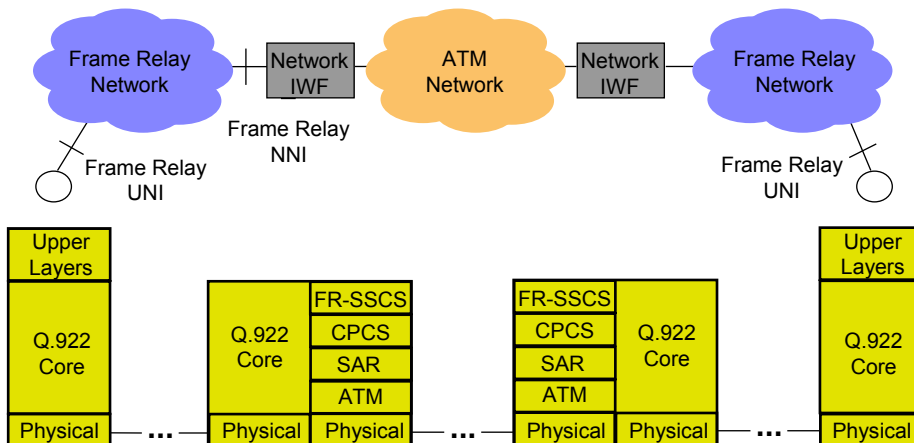 Frame Relay
Network
Network
IWF
ATM
Network
Network
IWF
Frame Relay
Network
Frame Relay
NNI
Frame Relay
UNI
Frame Relay
UNI
Upper
Layers
Q.922
Core
Physical
...
Q.922
Core
Physical
FR-SSCS
CPCS
SAR
ATM
Physical
...
FR-SSCS
CPCS
SAR
ATM
Physical
Q.922
Core
Physical
...
Upper
Layers
Q.922
Core
Physical